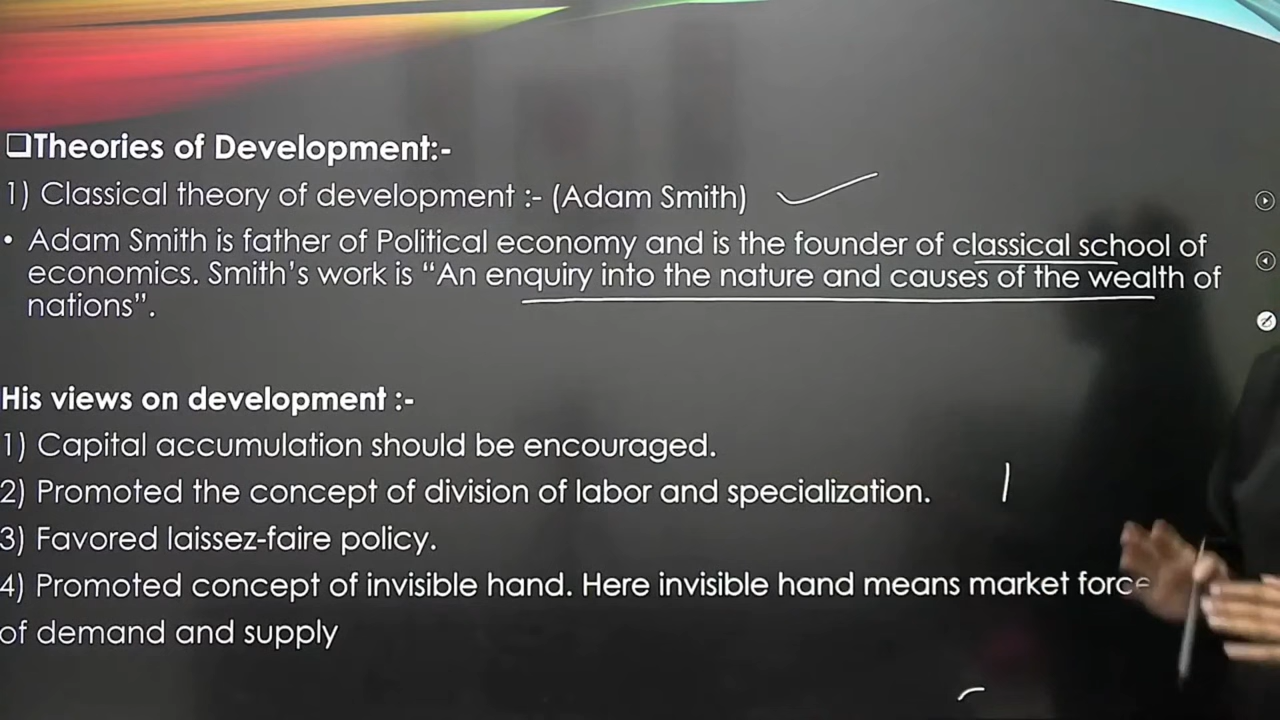 ❑Theories of Development:-
1) Classical theory of development :- (Adam Smith)
• Adam Smith is father of Political economy and is the founder of classical school of
economics. Smith’s work is “An enquiry into the nature and causes of the wealth of
nations”.
His views on development :-
1) Capital accumulation should be encouraged.
2) Promoted the concept of division of labor and specialization.
3) Favored laissez-faire policy.
4) Promoted concept of invisible hand. Here invisible hand means market force
of demand and supply